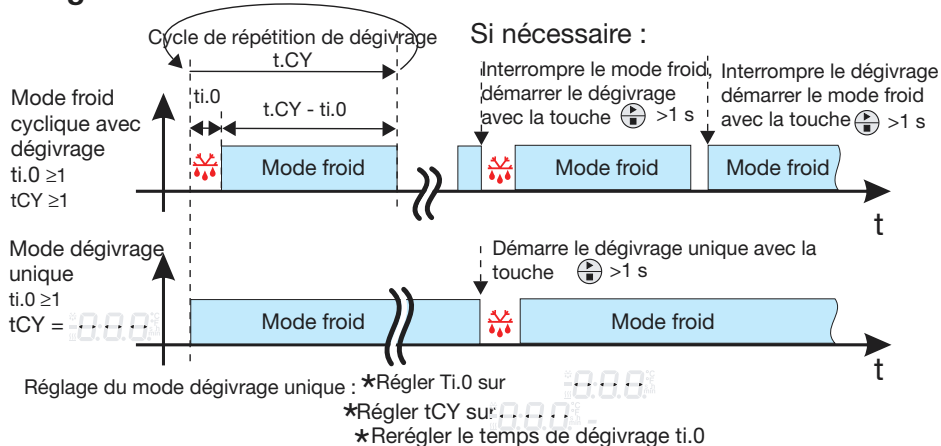 Cycle de répétition de dégivrage
t.CY
Si nécessaire :
Interrompre le mode froid,
démarrer le dégivrage
avec la touche >1 s
Interrompre le dégivrage
démarrer le mode froid
avec la touche >1 s
Mode froid
cyclique avec
dégivrage
ti.0 ≥1
tCY ≥1
ti.0
t.CY - ti.0
Mode froid
Mode froid
Mode froid
t
Mode dégivrage
unique
ti.0 ≥1
tCY = -.-.-.
Démarre le dégivrage unique avec la
touche >1 s
Mode froid
Mode froid
t
Réglage du mode dégivrage unique : *Régler Ti.0 sur -.-.-.
*Régler tCY sur -.-.-. -
*Rerégler le temps de dégivrage ti.0